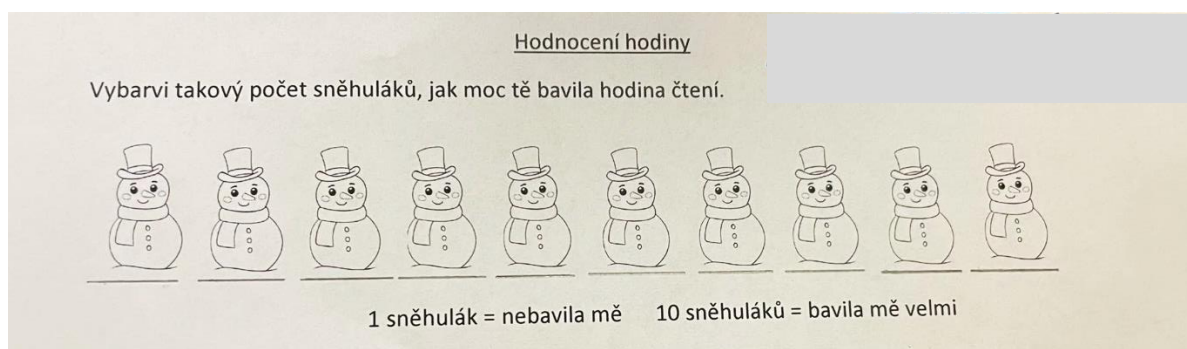 Hodnocení hodiny
Vybarvi takový počet sněhuláků, jak moc tě bavila hodina čtení.
1 sněhulák = nebavila mě 10 sněhuláků = bavila mě velmi